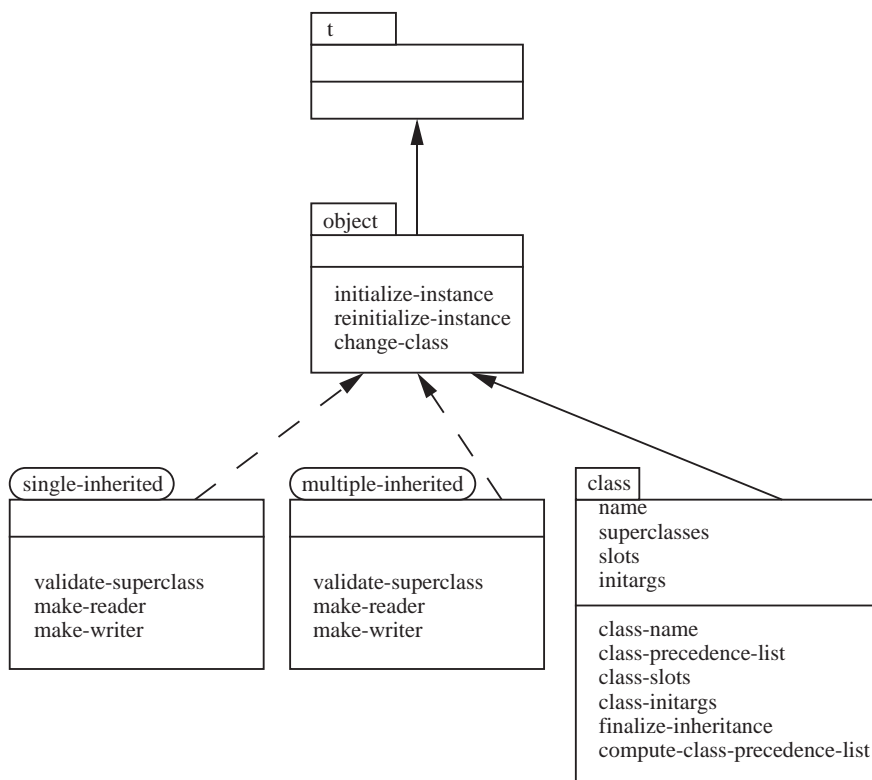 t
object
initialize-instance
reinitialize-instance
change-class
single-inherited
validate-superclass
make-reader
make-writer
multiple-inherited
validate-superclass
make-reader
make-writer
class
name
superclasses
slots
initargs
class-name
class-precedence-list
class-slots
class-initargs
finalize-inheritance
compute-class-precedence-list